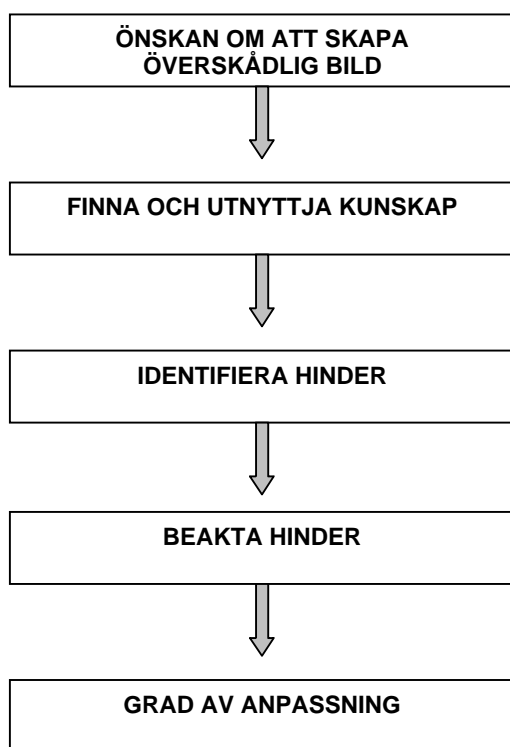 ÖNSKAN OM ATT SKAPA
ÖVERSKÅDLIG BILD
FINNA OCH UTNYTTJA KUNSKAP
IDENTIFIERA HINDER
BEAKTA HINDER
GRAD AV ANPASSNING